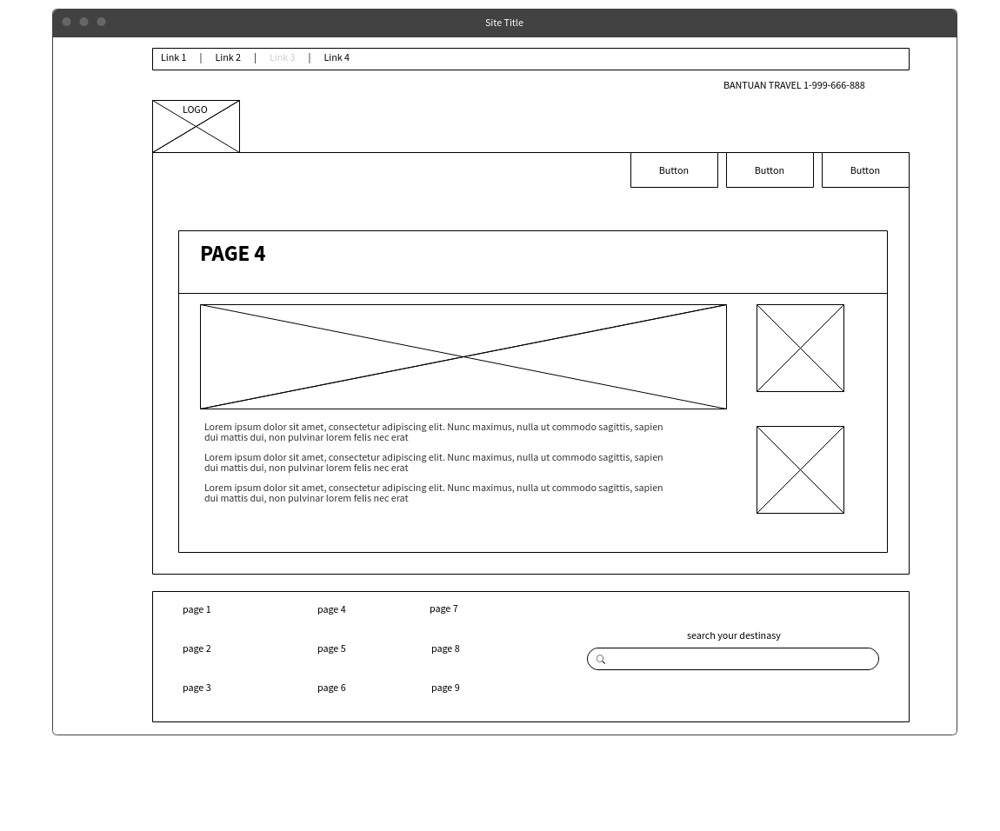 Site Title
Link 1 | Link 2 | Link 3 | Link 4
BANTUAN TRAVEL 1-999-666-888
LOGO
Button Button Button
PAGE 4
Lorem ipsum dolor sit amet, consectetur adipiscing elit. Nunc maximus, nulla ut commodo sagittis, sapien
dui mattis dui, non pulvinar lorem felis nec erat
Lorem ipsum dolor sit amet, consectetur adipiscing elit. Nunc maximus, nulla ut commodo sagittis, sapien
dui mattis dui, non pulvinar lorem felis nec erat
Lorem ipsum dolor sit amet, consectetur adipiscing elit. Nunc maximus, nulla ut commodo sagittis, sapien
dui mattis dui, non pulvinar lorem felis nec erat
page 1 page 4 page 7
search your destinasy
page 2 page 5 page 8
page 3 page 6 page 9